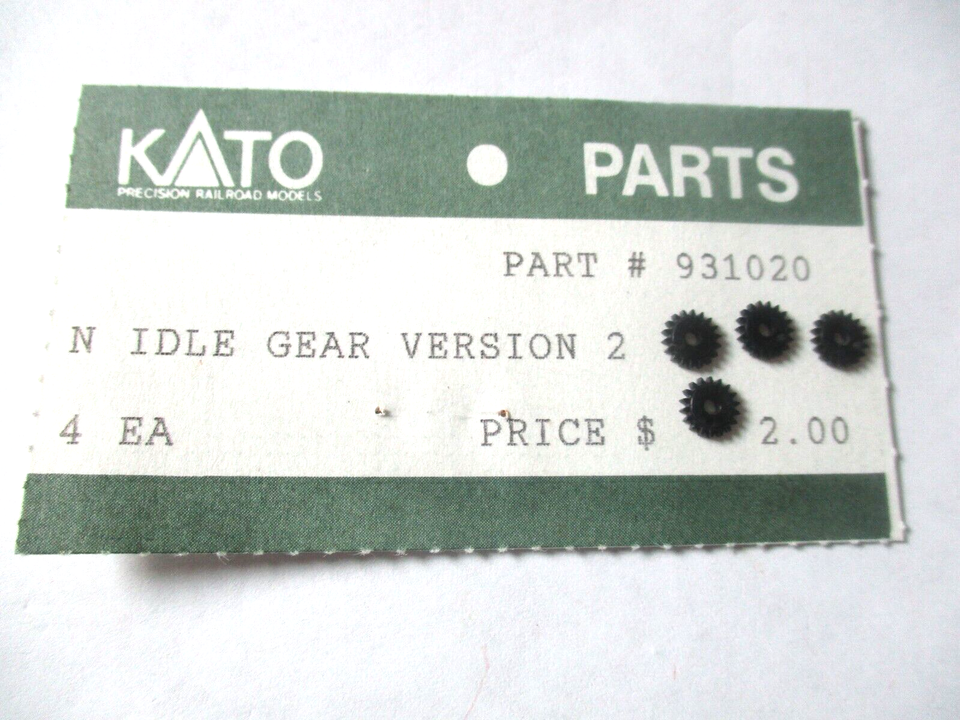 KATO
PRECISION RAILROAD MODELS
PARTS
PART # 931020
N IDLE GEAR VERSION 2
4 EA PRICE $ 2.00